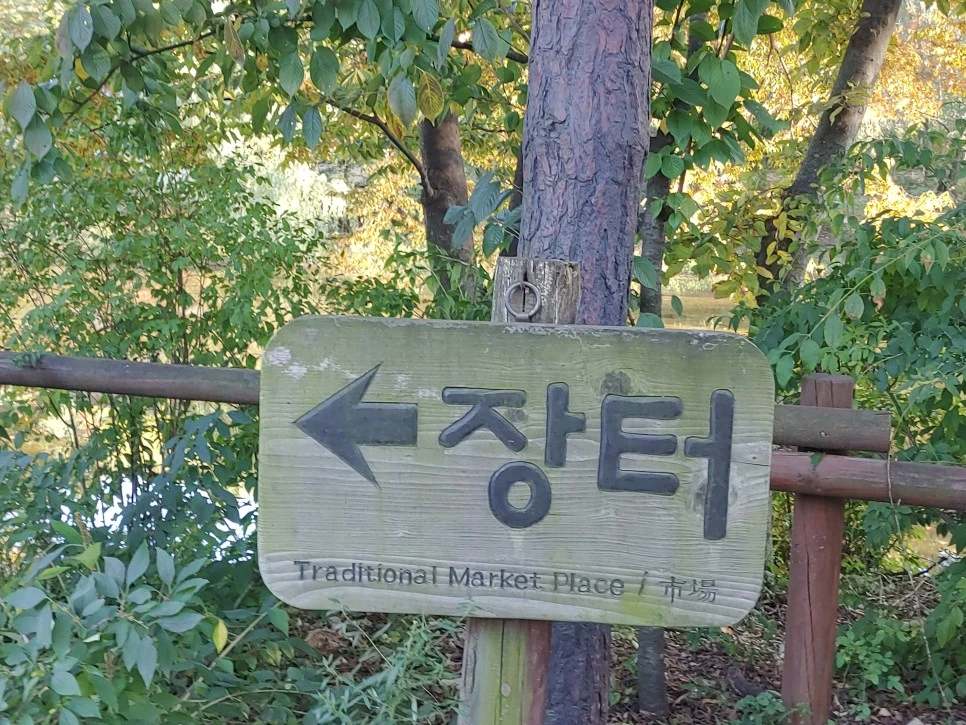 장터
Traditional Market Place / 市場